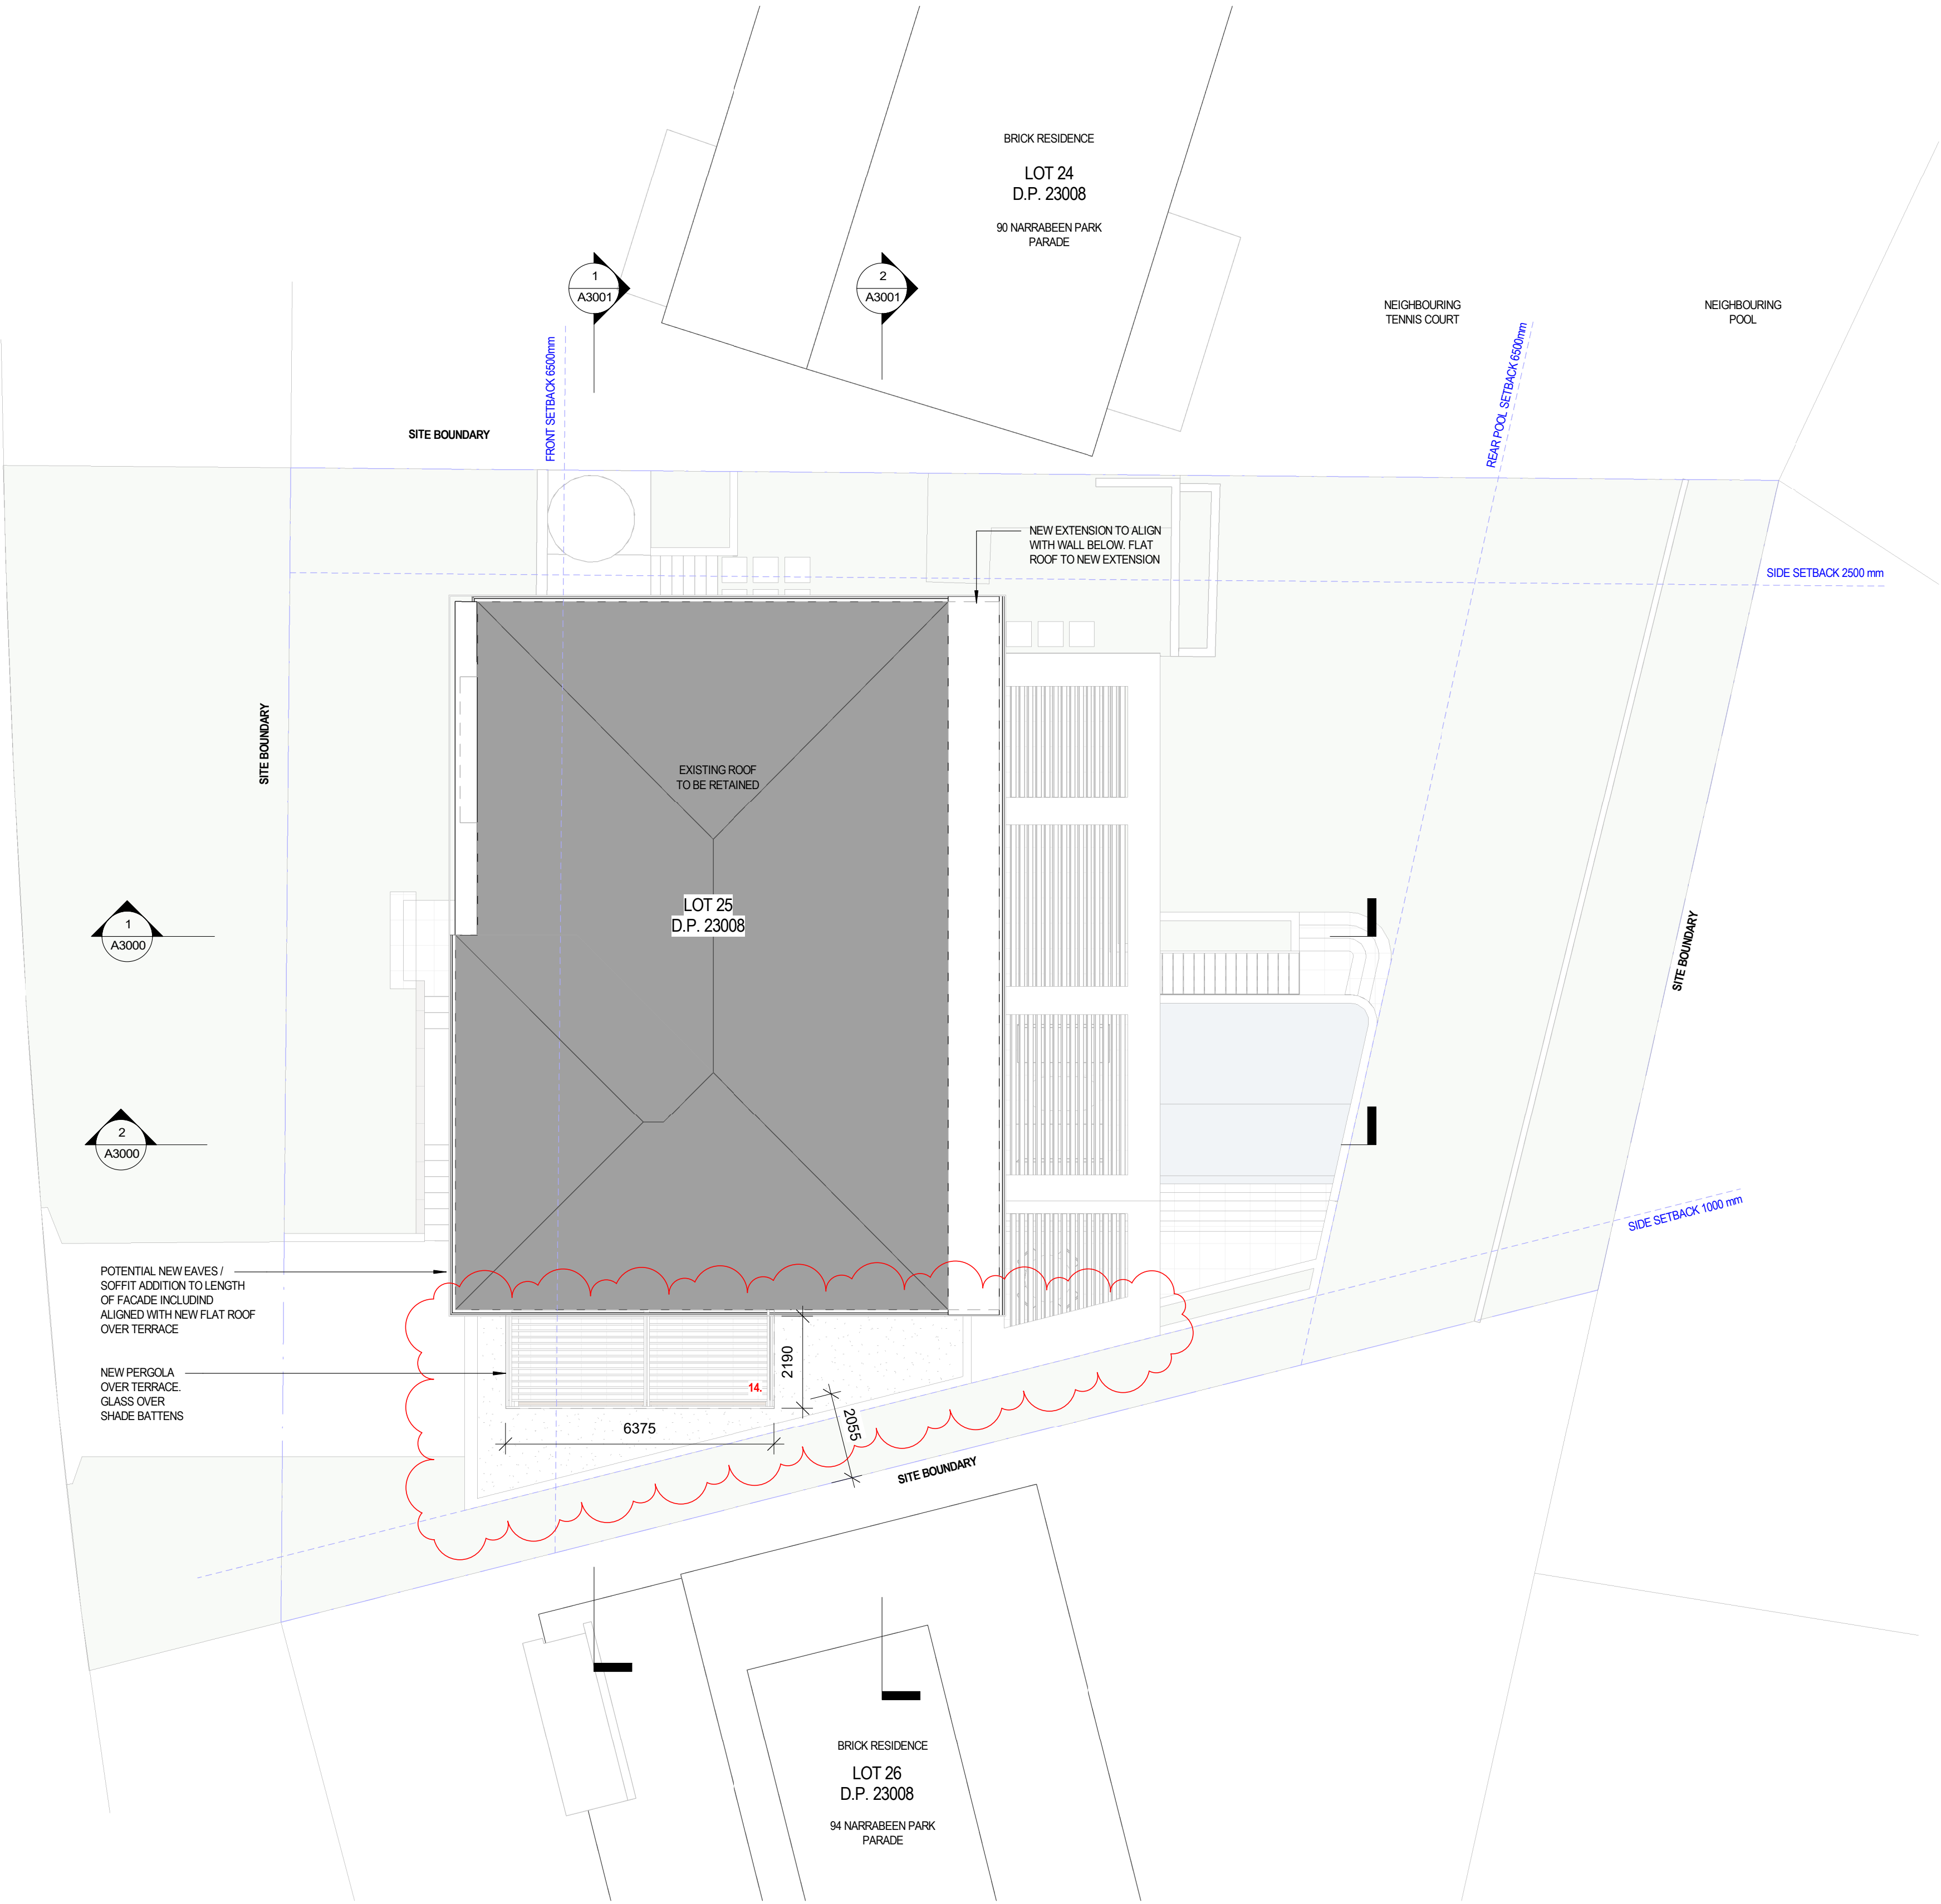 BRICK RESIDENCE
LOT 24
D.P. 23008
90 NARRABEEN PARK
PARADE
1
A3001
2
A3001
NEIGHBOURING
TENNIS COURT
NEIGHBOURING
POOL
FRONT SETBACK 6500mm
REAR POOL SETBACK 6500mm
SITE BOUNDARY
NEW EXTENSION TO ALIGN
WITH WALL BELOW. FLAT
ROOF TO NEW EXTENSION
SIDE SETBACK 2500 mm
SITE BOUNDARY
EXISTING ROOF
TO BE RETAINED
LOT 25
D.P. 23008
1
A3000
SITE BOUNDARY
2
A3000
SIDE SETBACK 1000 mm
POTENTIAL NEW EAVES /
SOFFIT ADDITION TO LENGTH
OF FACADE INCLUDIND
ALIGNED WITH NEW FLAT ROOF
OVER TERRACE
NEW PERGOLA
OVER TERRACE.
GLASS OVER
SHADE BATTENS
14.
2190
6375
2055
SITE BOUNDARY
BRICK RESIDENCE
LOT 26
D.P. 23008
94 NARRABEEN PARK
PARADE